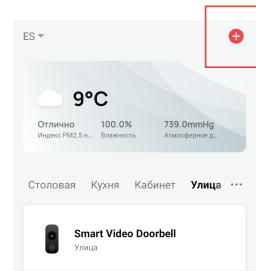 ES
9°C
Отлично 100.0% 739.0mmHg
Индекс PM2.5 н... Влажность Атмосферное д...
Столовая Кухня Кабинет Улица ...
Smart Video Doorbell
Улица